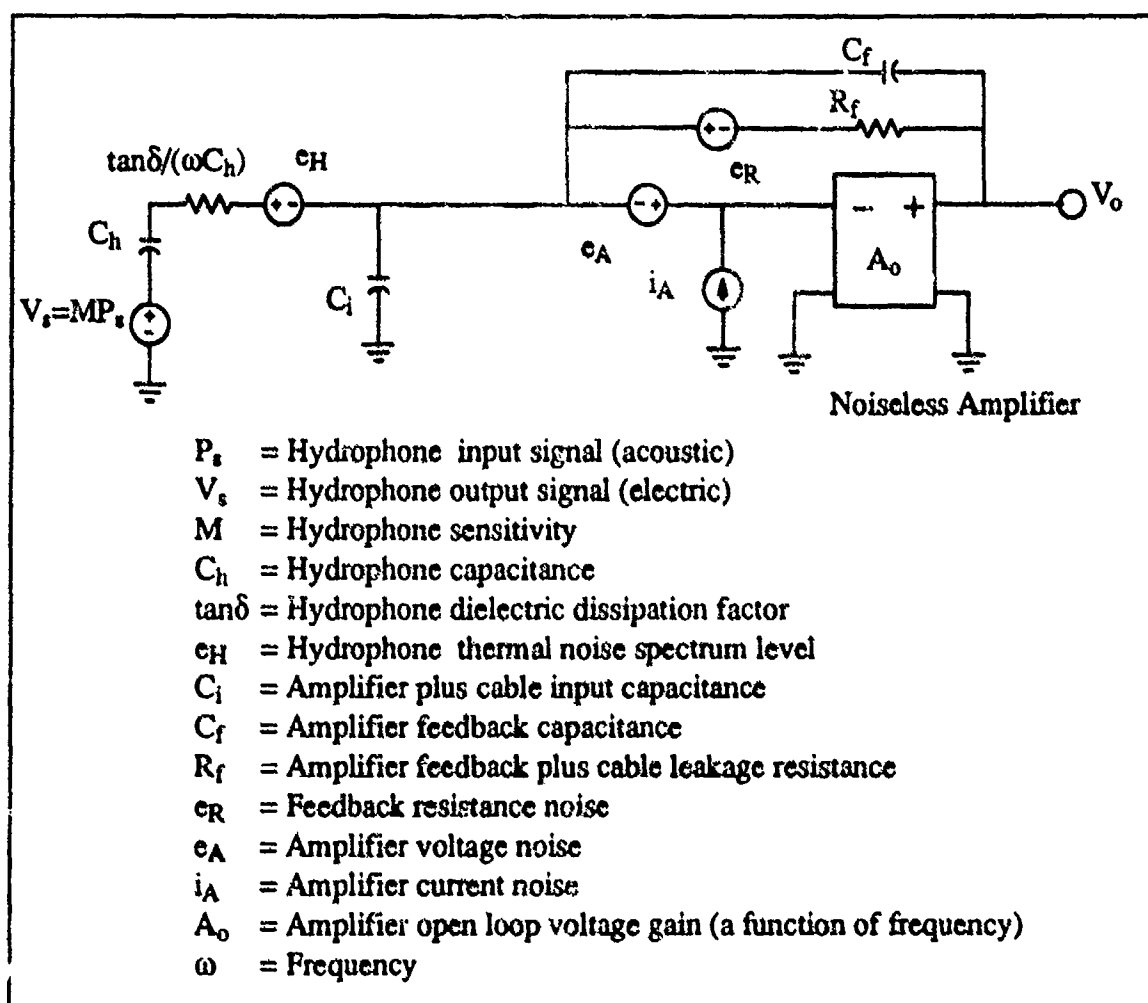 C_f
R_f
tanδ/(ωC_h)
e_H
e_R
C_h
e_A
- +
A_o
V_o
C_i
i_A
V_s=MP_s
+
-
Noiseless Amplifier
P_s = Hydrophone input signal (acoustic)
V_s = Hydrophone output signal (electric)
M = Hydrophone sensitivity
C_h = Hydrophone capacitance
tanδ = Hydrophone dielectric dissipation factor
e_H = Hydrophone thermal noise spectrum level
C_i = Amplifier plus cable input capacitance
C_f = Amplifier feedback capacitance
R_f = Amplifier feedback plus cable leakage resistance
e_R = Feedback resistance noise
e_A = Amplifier voltage noise
i_A = Amplifier current noise
A_o = Amplifier open loop voltage gain (a function of frequency)
ω = Frequency